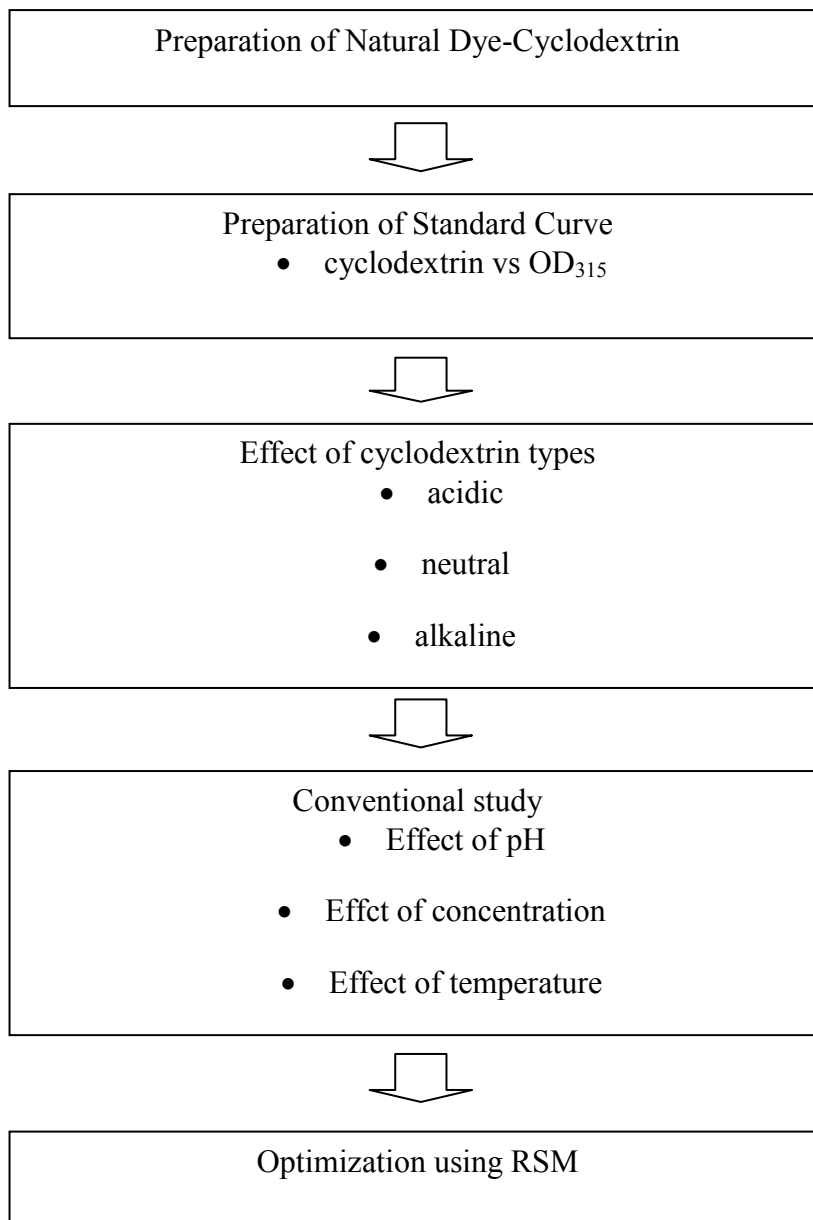 Preparation of Natural Dye-Cyclodextrin
Preparation of Standard Curve
• cyclodextrin vs OD₃₁₅
Effect of cyclodextrin types
• acidic
• neutral
• alkaline
Conventional study
• Effect of pH
• Effct of concentration
• Effect of temperature
Optimization using RSM